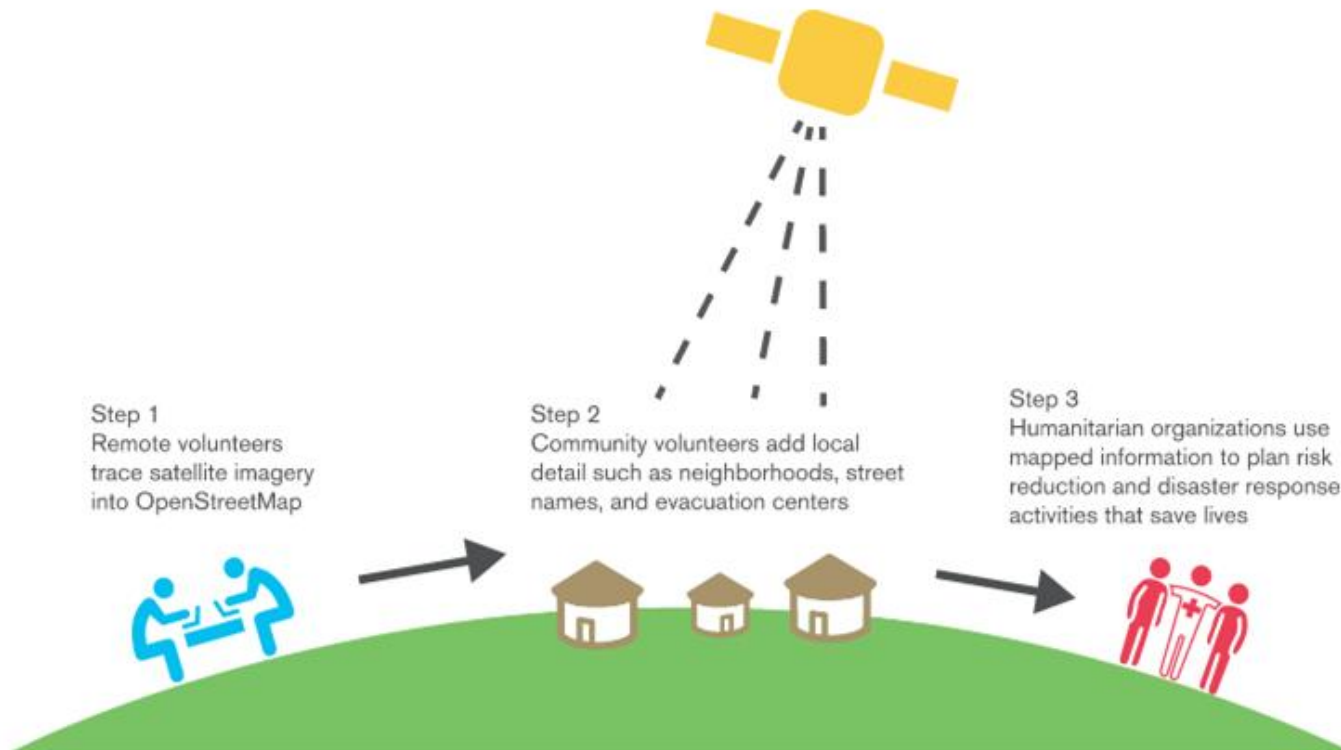 Step 1
Remote volunteers
trace satellite imagery
into OpenStreetMap
Step 2
Community volunteers add local
detail such as neighborhoods, street
names, and evacuation centers
Step 3
Humanitarian organizations use
mapped information to plan risk
reduction and disaster response
activities that save lives